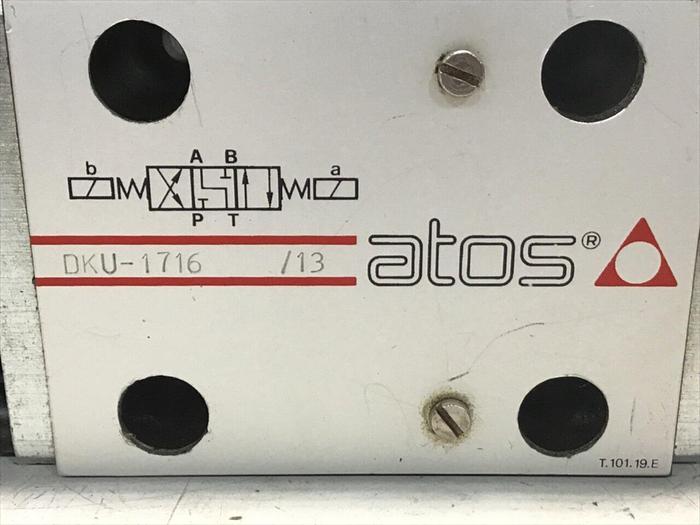 A B
b a
P T
DKU-1716 /13
atos®
T.101.19.E